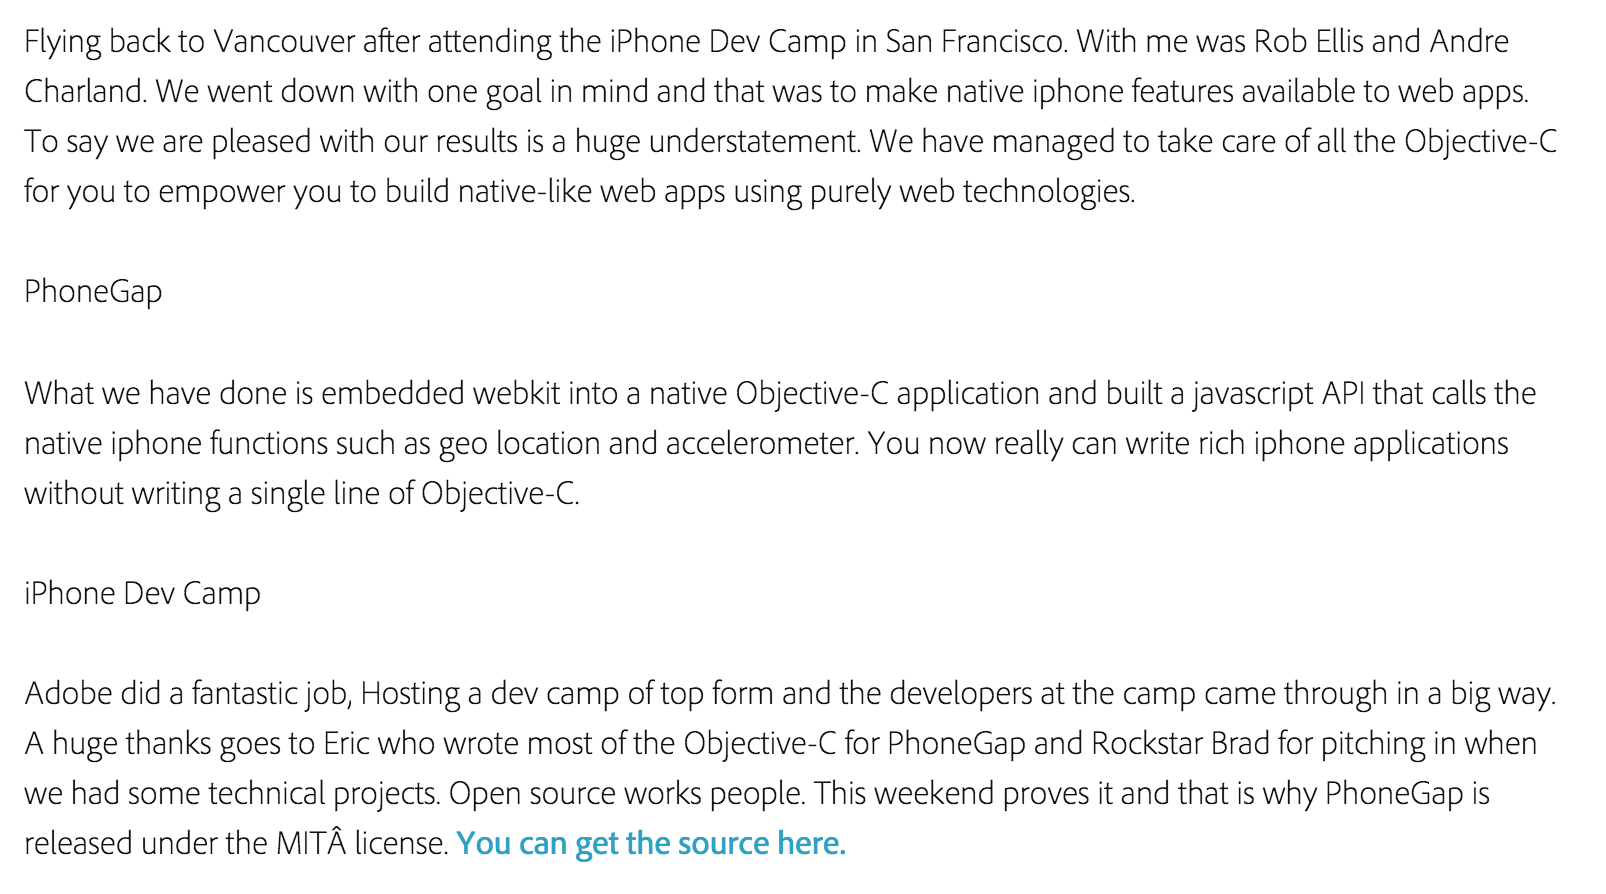 Flying back to Vancouver after attending the iPhone Dev Camp in San Francisco. With me was Rob Ellis and Andre
Charland. We went down with one goal in mind and that was to make native iphone features available to web apps.
To say we are pleased with our results is a huge understatement. We have managed to take care of all the Objective-C
for you to empower you to build native-like web apps using purely web technologies.
PhoneGap
What we have done is embedded webkit into a native Objective-C application and built a javascript API that calls the
native iphone functions such as geo location and accelerometer. You now really can write rich iphone applications
without writing a single line of Objective-C.
iPhone Dev Camp
Adobe did a fantastic job, Hosting a dev camp of top form and the developers at the camp came through in a big way.
A huge thanks goes to Eric who wrote most of the Objective-C for PhoneGap and Rockstar Brad for pitching in when
we had some technical projects. Open source works people. This weekend proves it and that is why PhoneGap is
released under the MITÂ license. You can get the source here.